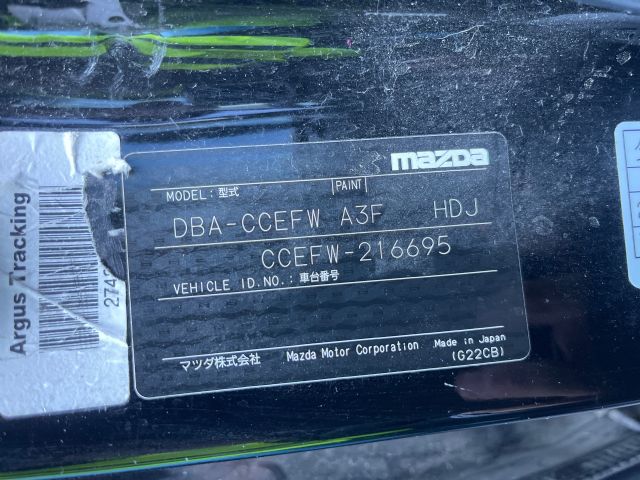 mazda
MODEL:型式 PAINT
DBA-CCEFW A3F HDJ
CCEFW-216695
VEHICLE ID.NO.:車台番号
マツダ株式会社 Mazda Motor Corporation Made in Japan
(G22CB)
Argus Tracking